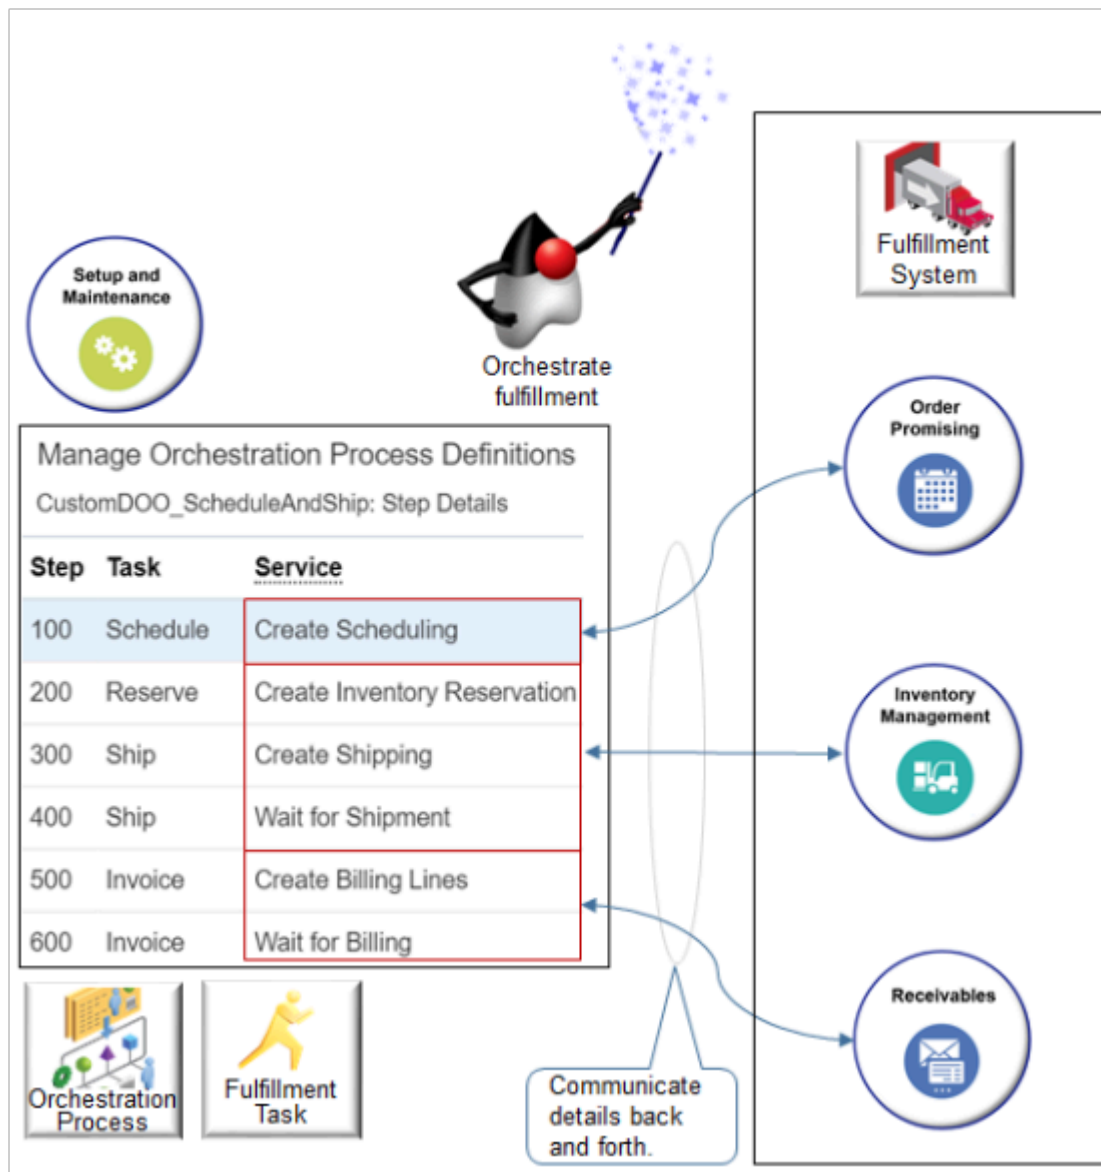 Setup and
Maintenance
Orchestrate
fulfillment
Fulfillment
System
Order
Promising
Manage Orchestration Process Definitions
CustomDOO_ScheduleAndShip: Step Details
Step Task Service
100 Schedule Create Scheduling
200 Reserve Create Inventory Reservation
300 Ship Create Shipping
400 Ship Wait for Shipment
500 Invoice Create Billing Lines
600 Invoice Wait for Billing
Inventory
Management
Receivables
Orchestration
Process
Fulfillment
Task
Communicate
details back
and forth.